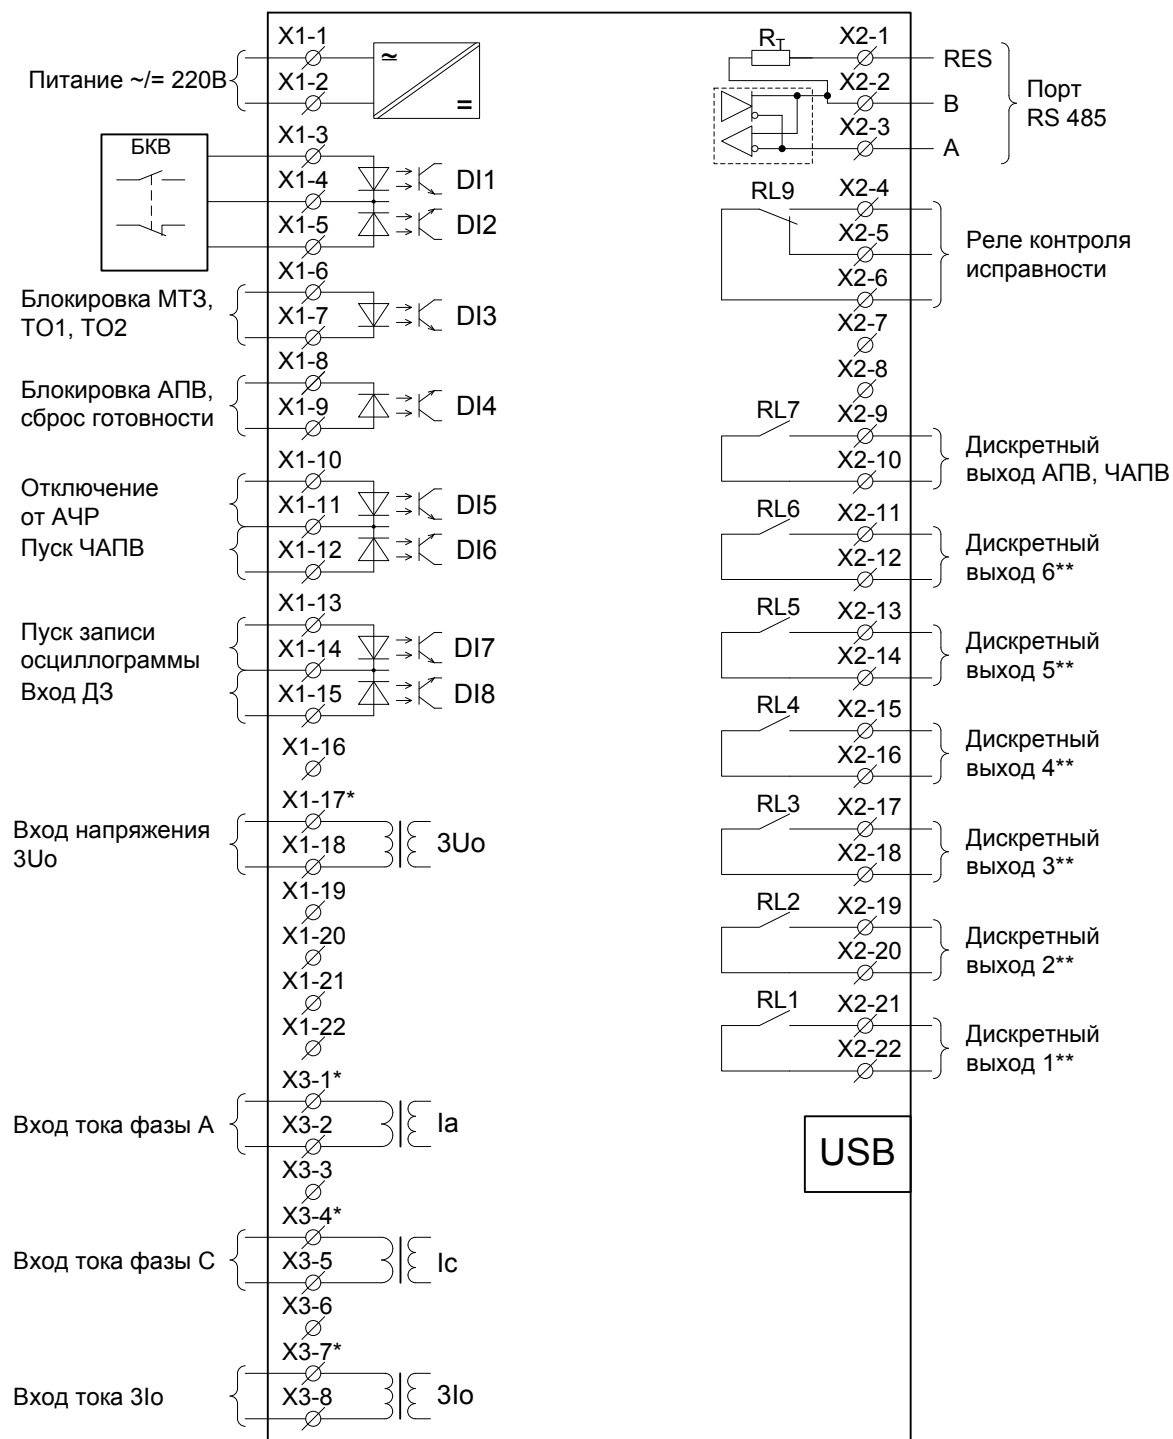 X1-1
Питание ~/= 220В
X1-2
≃
=
БКВ
X1-3
X1-4
DI1
X1-5
DI2
Блокировка МТЗ,
ТО1, ТО2
X1-6
X1-7
DI3
Блокировка АПВ,
сброс готовности
X1-8
X1-9
DI4
Отключение
от АЧР
Пуск ЧАПВ
X1-10
X1-11
DI5
X1-12
DI6
Пуск записи
осциллограммы
Вход ДЗ
X1-13
X1-14
DI7
X1-15
DI8
X1-16
Вход напряжения
3Uo
X1-17*
X1-18
3Uo
X1-19
X1-20
X1-21
X1-22
Вход тока фазы А
X3-1*
X3-2
Ia
X3-3
Вход тока фазы С
X3-4*
X3-5
Ic
X3-6
Вход тока 3Io
X3-7*
X3-8
3Io
RT
X2-1
RES
X2-2
B
X2-3
A
Порт
RS 485
RL9
X2-4
X2-5
X2-6
Реле контроля
исправности
X2-7
X2-8
RL7
X2-9
X2-10
Дискретный
выход АПВ, ЧАПВ
RL6
X2-11
X2-12
Дискретный
выход 6**
RL5
X2-13
X2-14
Дискретный
выход 5**
RL4
X2-15
X2-16
Дискретный
выход 4**
RL3
X2-17
X2-18
Дискретный
выход 3**
RL2
X2-19
X2-20
Дискретный
выход 2**
RL1
X2-21
X2-22
Дискретный
выход 1**
USB